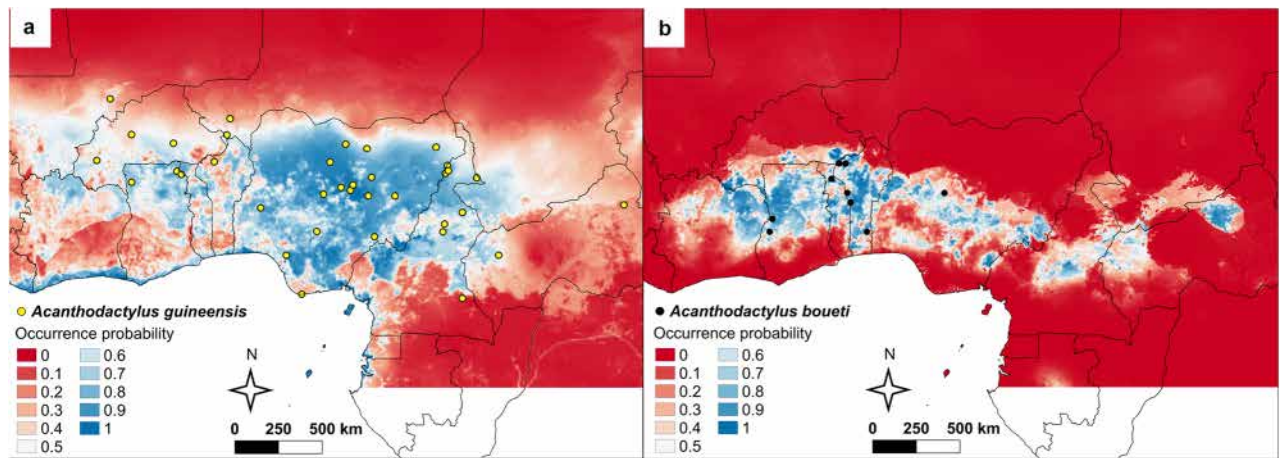 a
Acanthodactylus guineensis
Occurrence probability
0 0.6
0.1 0.7
0.2 0.8
0.3 0.9
0.4 1
0.5
N
0 250 500 km
b
Acanthodactylus boueti
Occurrence probability
0 0.6
0.1 0.7
0.2 0.8
0.3 0.9
0.4 1
0.5
N
0 250 500 km